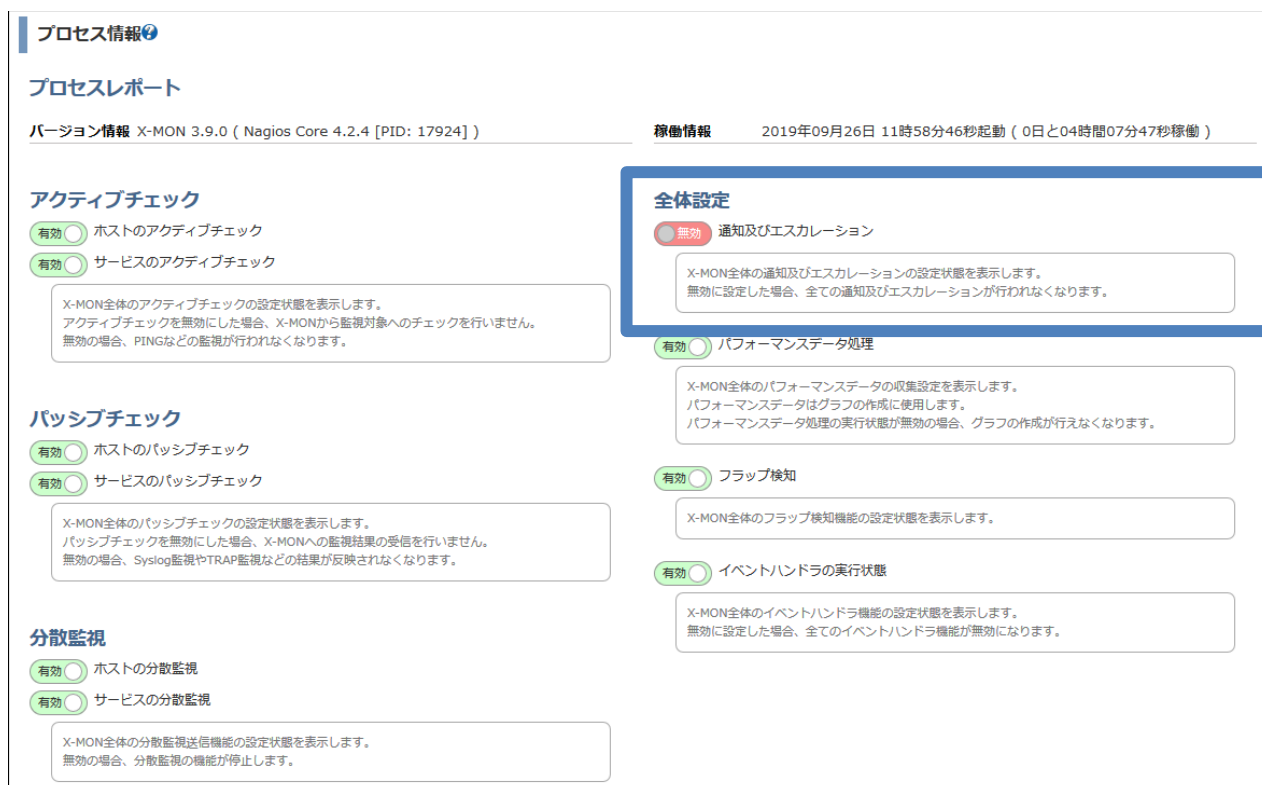 プロセス情報
プロセスレポート
バージョン情報 X-MON 3.9.0 ( Nagios Core 4.2.4 [PID: 17924] )
稼働情報 2019年09月26日 11時58分46秒起動 ( 0日と04時間07分47秒稼働 )
アクティブチェック
有効 ホストのアクティブチェック
有効 サービスのアクティブチェック
X-MON全体のアクティブチェックの設定状態を表示します。
アクティブチェックを無効にした場合、X-MONから監視対象へのチェックを行いません。
無効の場合、PINGなどの監視が行われなくなります。
パッシブチェック
有効 ホストのパッシブチェック
有効 サービスのパッシブチェック
X-MON全体のパッシブチェックの設定状態を表示します。
パッシブチェックを無効にした場合、X-MONへの監視結果の受信を行いません。
無効の場合、Syslog監視やTRAP監視などの結果が反映されなくなります。
分散監視
有効 ホストの分散監視
有効 サービスの分散監視
X-MON全体の分散監視送信機能の設定状態を表示します。
無効の場合、分散監視の機能が停止します。
全体設定
無効 通知及びエスカレーション
X-MON全体の通知及びエスカレーションの設定状態を表示します。
無効に設定した場合、全ての通知及びエスカレーションが行われなくなります。
有効 パフォーマンスデータ処理
X-MON全体のパフォーマンスデータの収集設定を表示します。
パフォーマンスデータはグラフの作成に使用します。
パフォーマンスデータ処理の実行状態が無効の場合、グラフの作成が行えなくなります。
有効 フラップ検知
X-MON全体のフラップ検知機能の設定状態を表示します。
有効 イベントハンドラの実行状態
X-MON全体のイベントハンドラ機能の設定状態を表示します。
無効に設定した場合、全てのイベントハンドラ機能が無効になります。